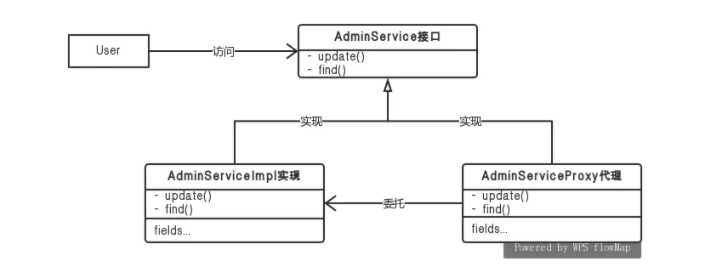 AdminService接口
User
访问
- update()
- find()
实现
实现
AdminServiceImpl实现
- update()
- find()
fields...
委托
AdminServiceProxy代理
- update()
- find()
fields...
Powered by WPS flowMap